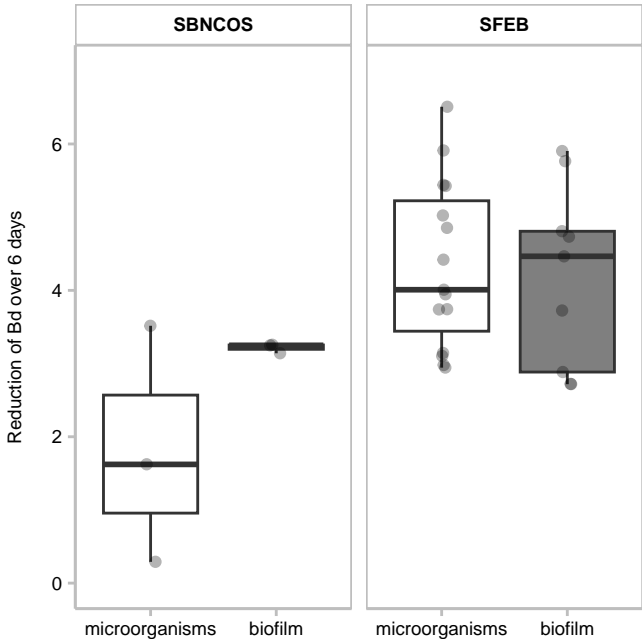 SBNCOS
SFEB
Reduction of Bd over 6 days
6
4
2
0
microorganisms biofilm
microorganisms biofilm